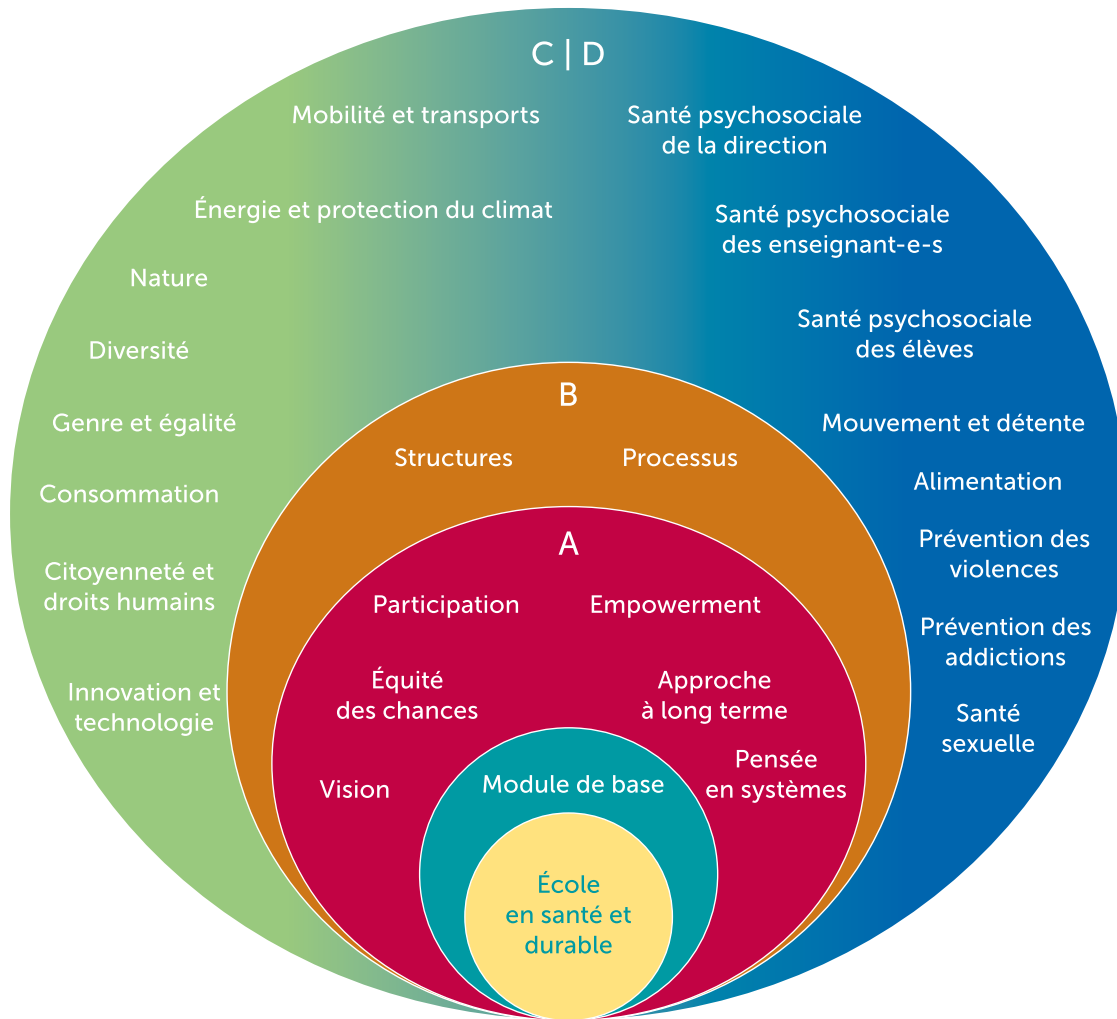 C | D
Mobilité et transports
Énergie et protection du climat
Nature
Diversité
Genre et égalité
Consommation
Citoyenneté et
droits humains
Innovation et
technologie
Santé psychosociale
de la direction
Santé psychosociale
des enseignant-e-s
Santé psychosociale
des élèves
Mouvement et détente
Alimentation
Prévention des
violences
Prévention des
addictions
Santé
sexuelle
B
Structures
Processus
A
Participation
Empowerment
Équité
des chances
Approche
à long terme
Vision
Pensée
en systèmes
Module de base
École
en santé et
durable